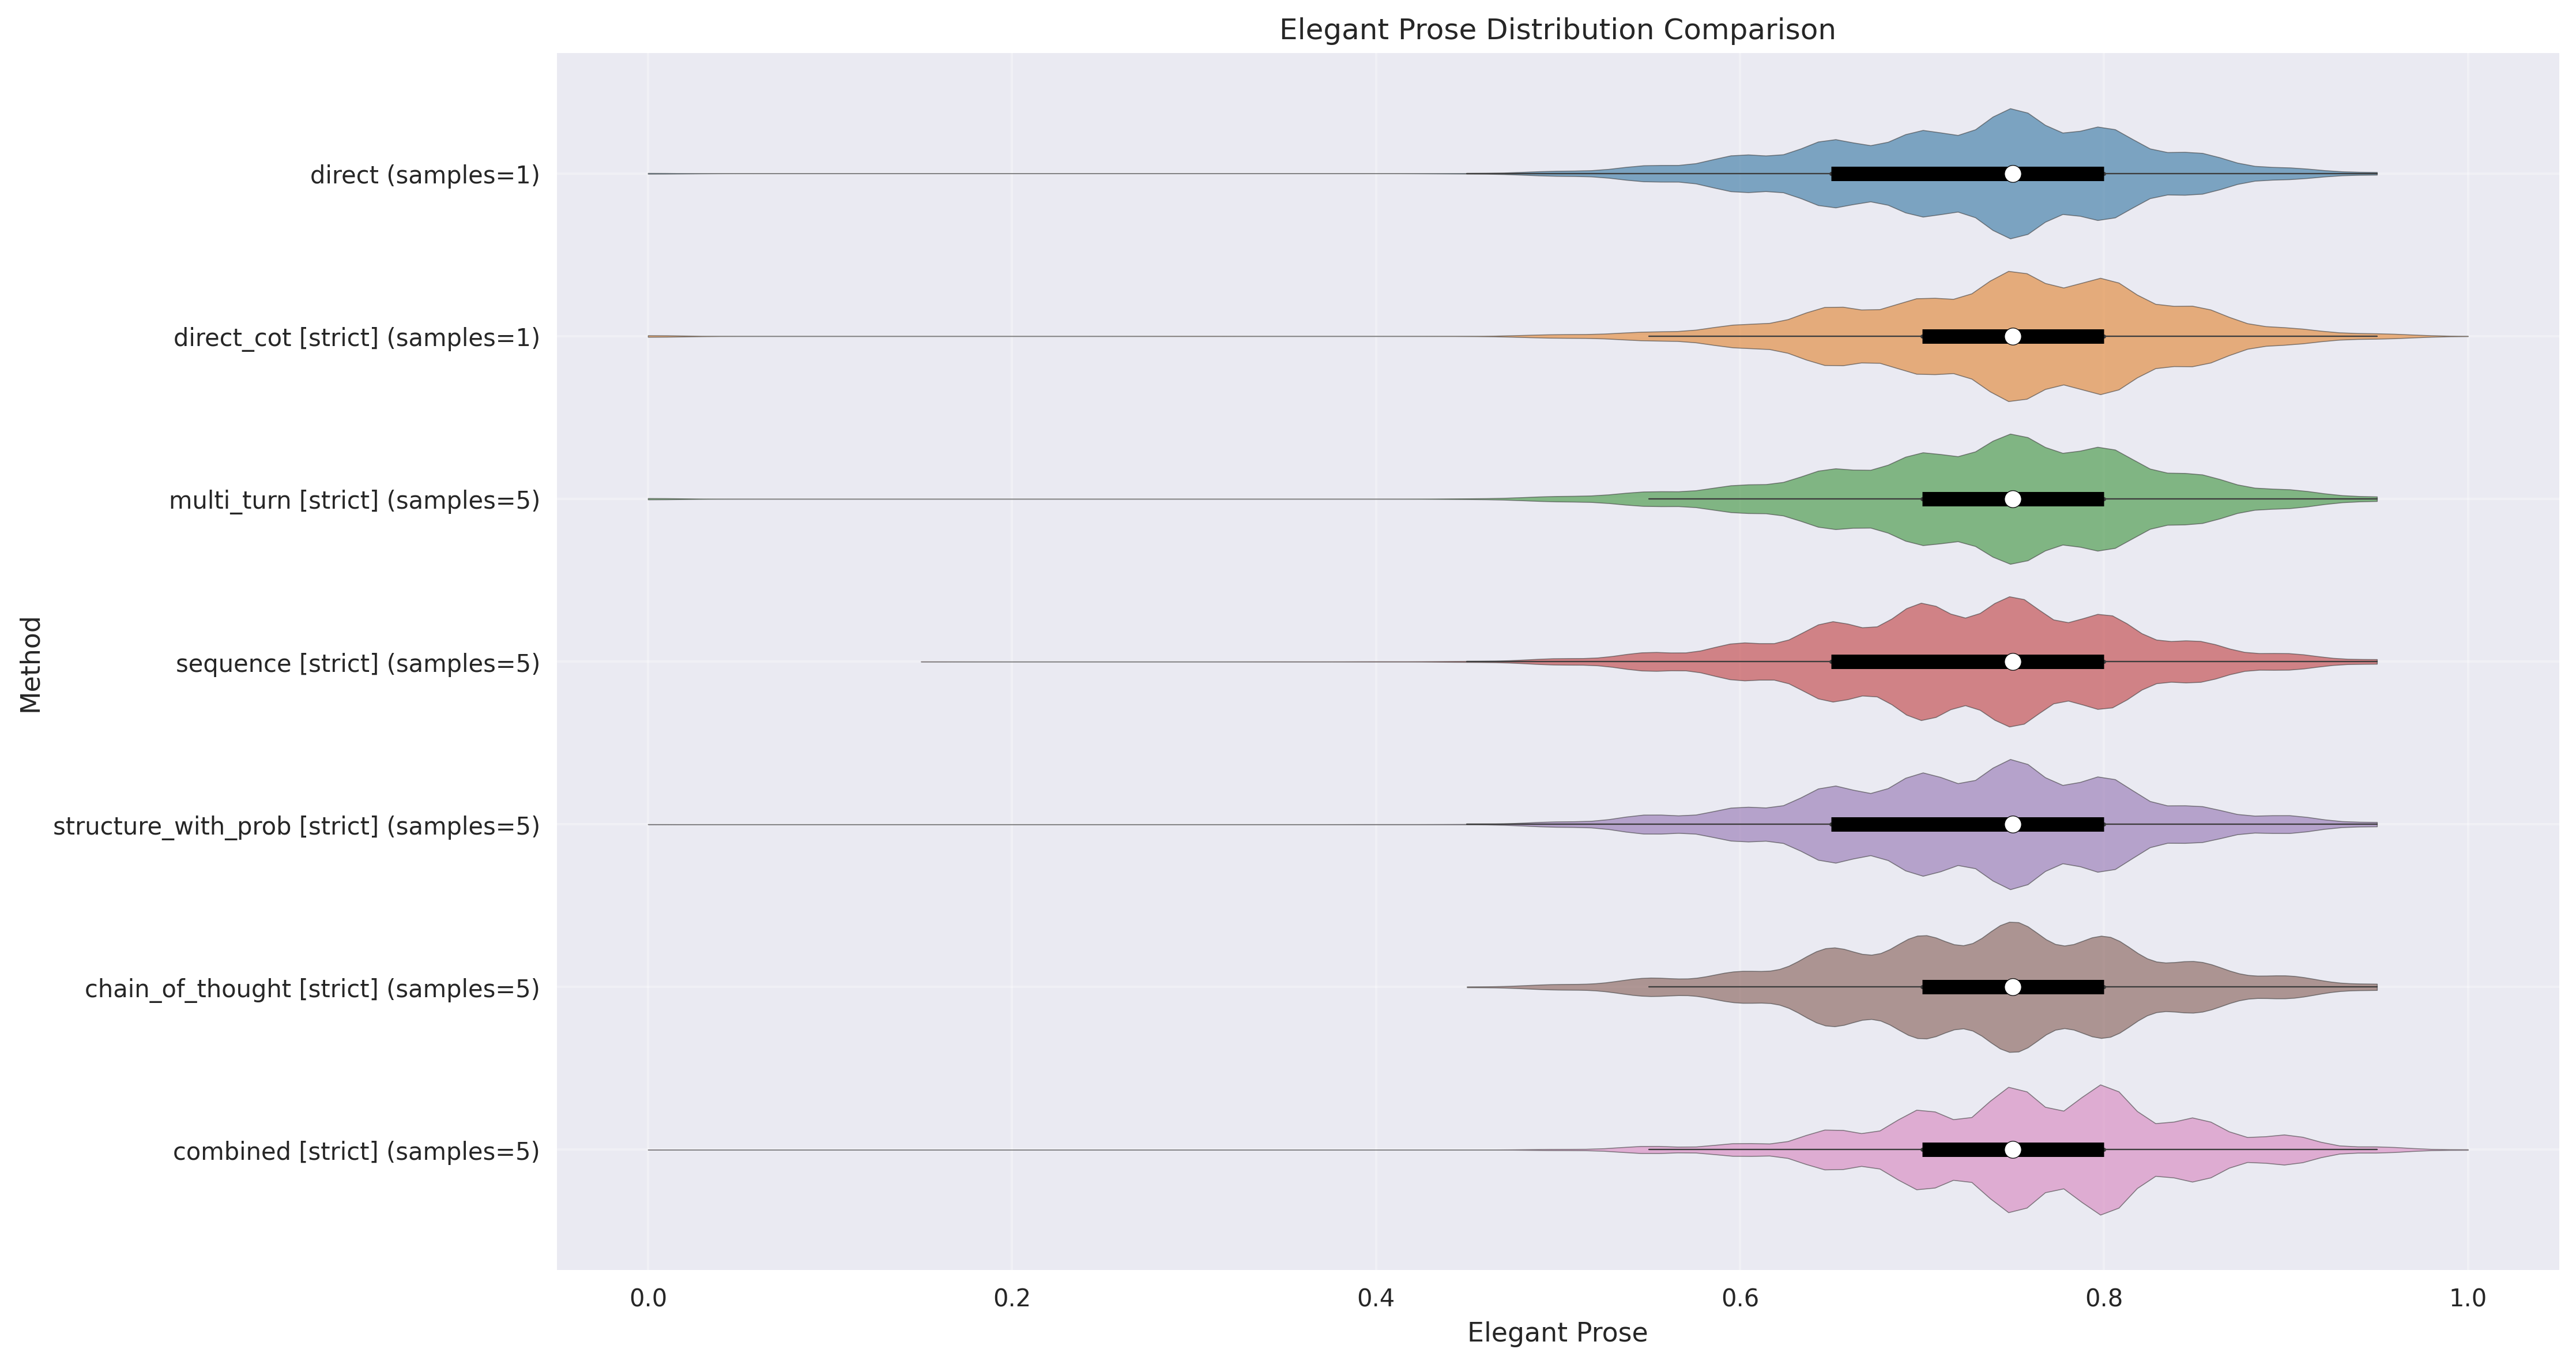 Elegant Prose Distribution Comparison
direct (samples=1)
direct_cot [strict] (samples=1)
multi_turn [strict] (samples=5)
sequence [strict] (samples=5)
structure_with_prob [strict] (samples=5)
chain_of_thought [strict] (samples=5)
combined [strict] (samples=5)
Method
0.0 0.2 0.4 0.6 0.8 1.0
Elegant Prose